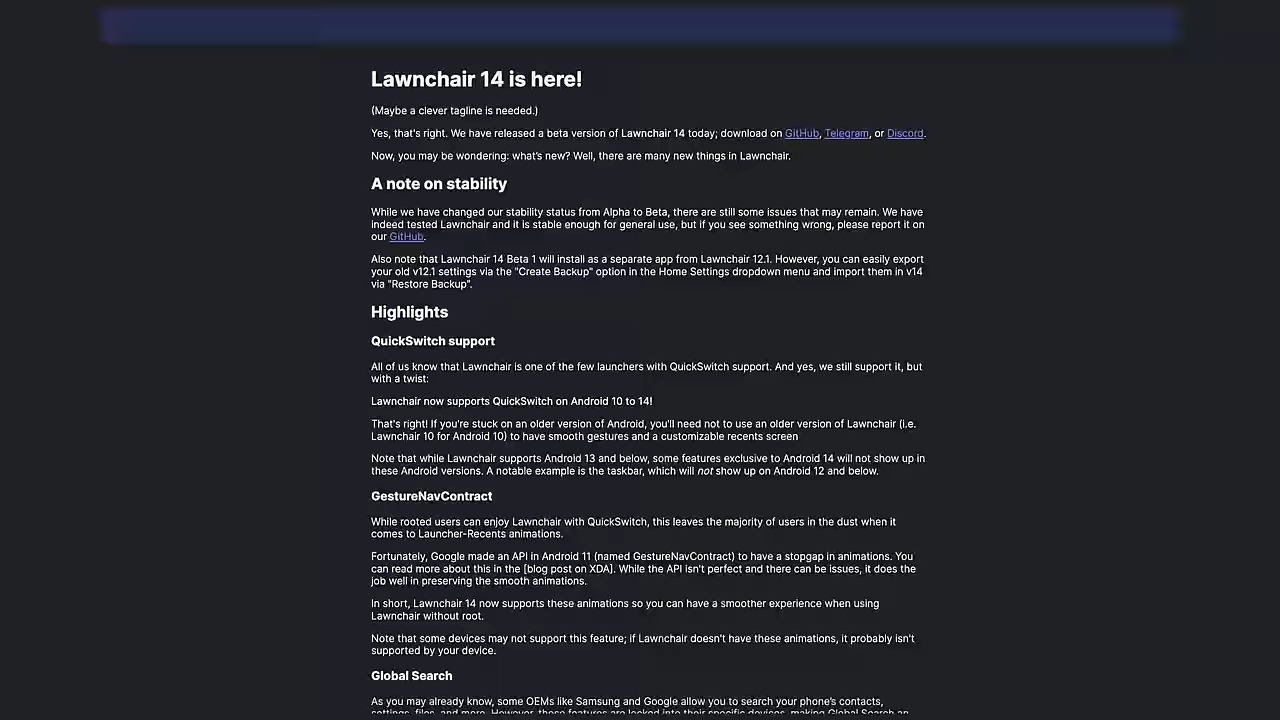 Lawnchair 14 is here!
(Maybe a clever tagline is needed.)
Yes, that's right. We have released a beta version of Lawnchair 14 today; download on GitHub, Telegram, or Discord.
Now, you may be wondering: what's new? Well, there are many new things in Lawnchair.
A note on stability
While we have changed our stability status from Alpha to Beta, there are still some issues that may remain. We have
indeed tested Lawnchair and it is stable enough for general use, but if you see something wrong, please report it on
our GitHub.
Also note that Lawnchair 14 Beta 1 will install as a separate app from Lawnchair 12.1. However, you can easily export
your old v12.1 settings via the "Create Backup" option in the Home Settings dropdown menu and import them in v14
via "Restore Backup".
Highlights
QuickSwitch support
All of us know that Lawnchair is one of the few launchers with QuickSwitch support. And yes, we still support it, but
with a twist:
Lawnchair now supports QuickSwitch on Android 10 to 14!
That's right! If you're stuck on an older version of Android, you'll need not to use an older version of Lawnchair (i.e.
Lawnchair 10 for Android 10) to have smooth gestures and a customizable recents screen
Note that while Lawnchair supports Android 13 and below, some features exclusive to Android 14 will not show up in
these Android versions. A notable example is the taskbar, which will not show up on Android 12 and below.
GestureNavContract
While rooted users can enjoy Lawnchair with QuickSwitch, this leaves the majority of users in the dust when it
comes to Launcher-Recents animations.
Fortunately, Google made an API in Android 11 (named GestureNavContract) to have a stopgap in animations. You
can read more about this in the [blog post on XDA]. While the API isn't perfect and there can be issues, it does the
job well in preserving the smooth animations.
In short, Lawnchair 14 now supports these animations so you can have a smoother experience when using
Lawnchair without root.
Note that some devices may not support this feature; if Lawnchair doesn't have these animations, it probably isn't
supported by your device.
Global Search
As you may already know, some OEMs like Samsung and Google allow you to search your phone's contacts,
settings, files, and more. However, these features are locked into their specific devices, making Global Search an